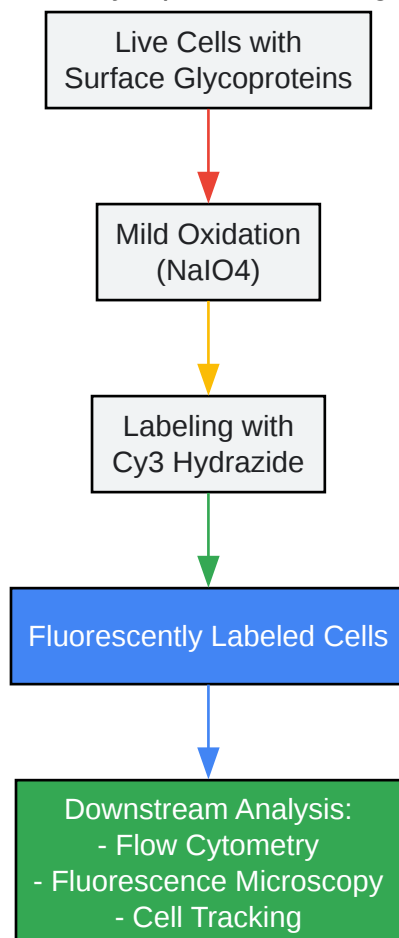 Live Cells with
Surface Glycoproteins
Mild Oxidation
(NaIO4)
Labeling with
Cy3 Hydrazide
Fluorescently Labeled Cells
Downstream Analysis:
- Flow Cytometry
- Fluorescence Microscopy
- Cell Tracking